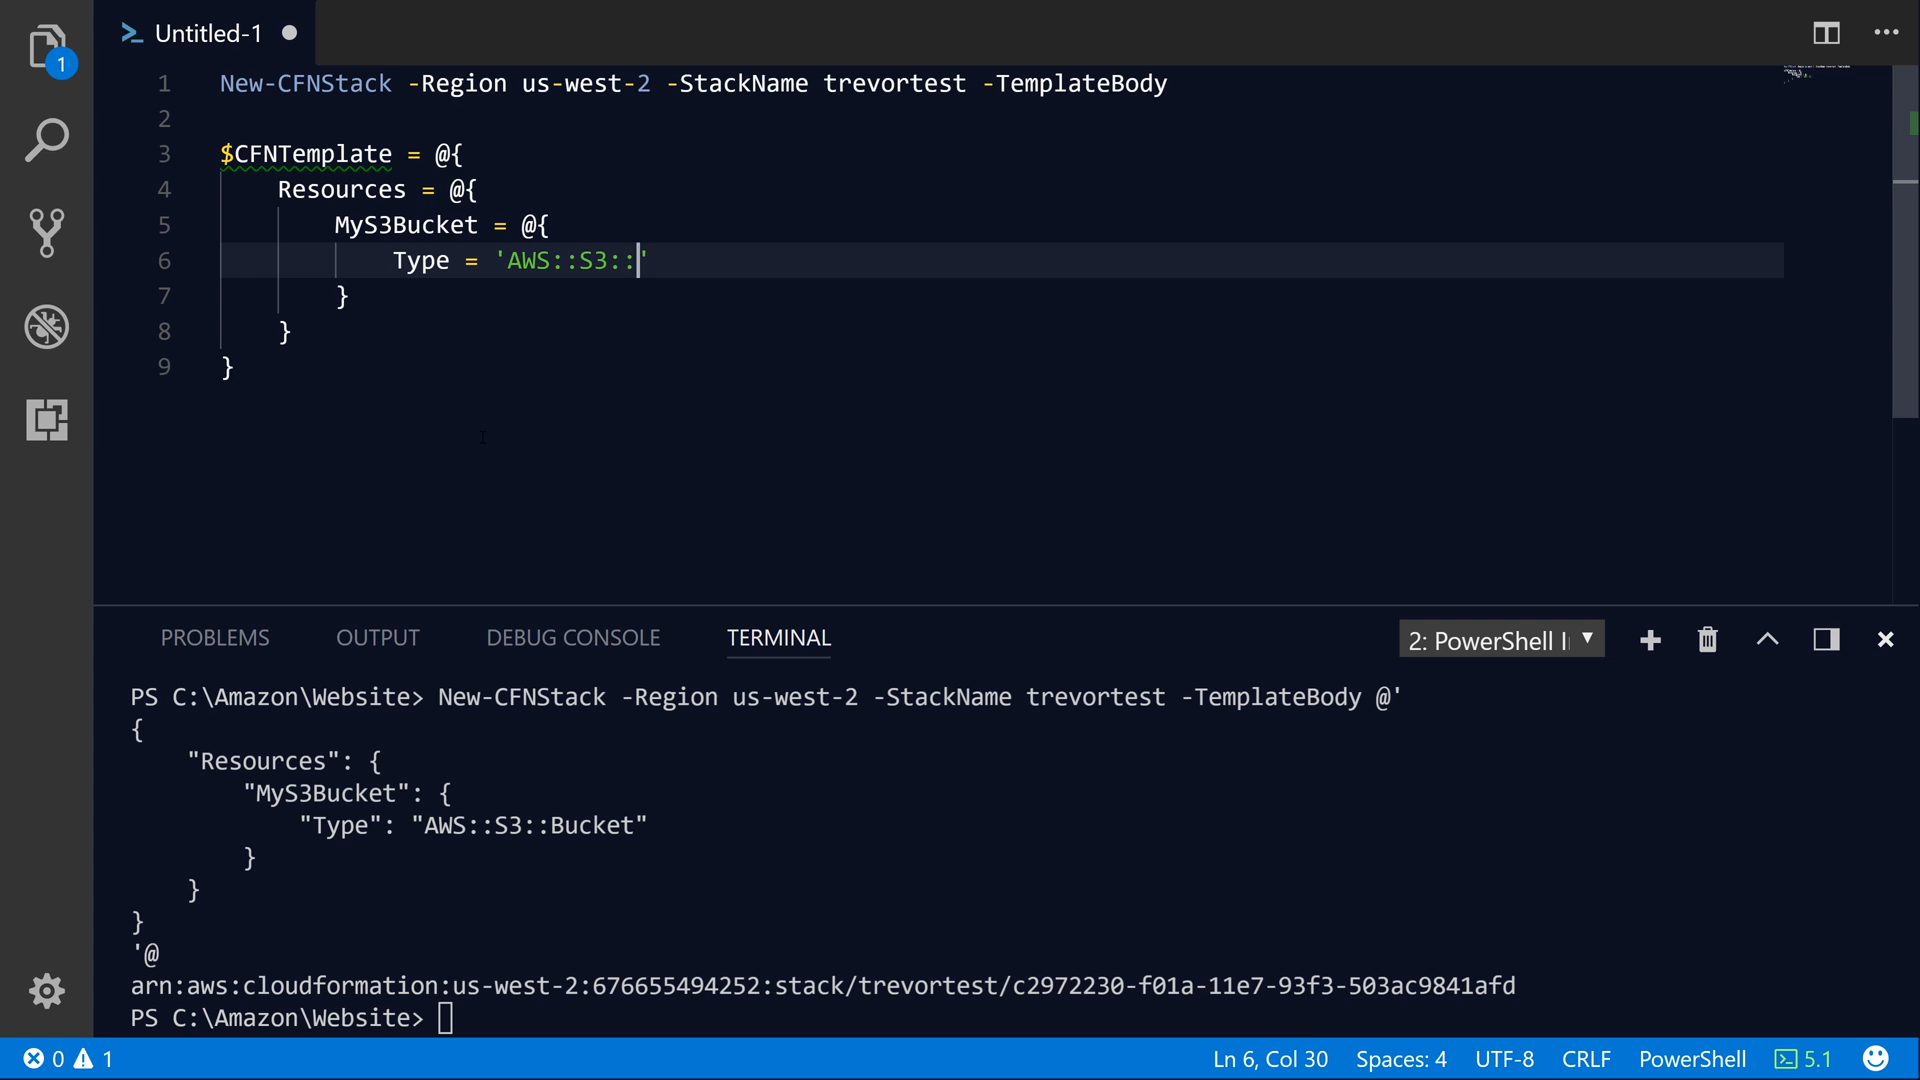 1
Untitled-1
1 New-CFNStack -Region us-west-2 -StackName trevortest -TemplateBody
2
3 $CFNTemplate = @{
4 Resources = @{
5 MyS3Bucket = @{
6 Type = 'AWS::S3::'
7 }
8 }
9 }
PROBLEMS OUTPUT DEBUG CONSOLE TERMINAL 2: PowerShell I
PS C:\Amazon\Website> New-CFNStack -Region us-west-2 -StackName trevortest -TemplateBody @'
{
"Resources": {
"MyS3Bucket": {
"Type": "AWS::S3::Bucket"
}
}
}
'@
arn:aws:cloudformation:us-west-2:676655494252:stack/trevortest/c2972230-f01a-11e7-93f3-503ac9841afd
PS C:\Amazon\Website>
0 1 Ln 6, Col 30 Spaces: 4 UTF-8 CRLF PowerShell 5.1